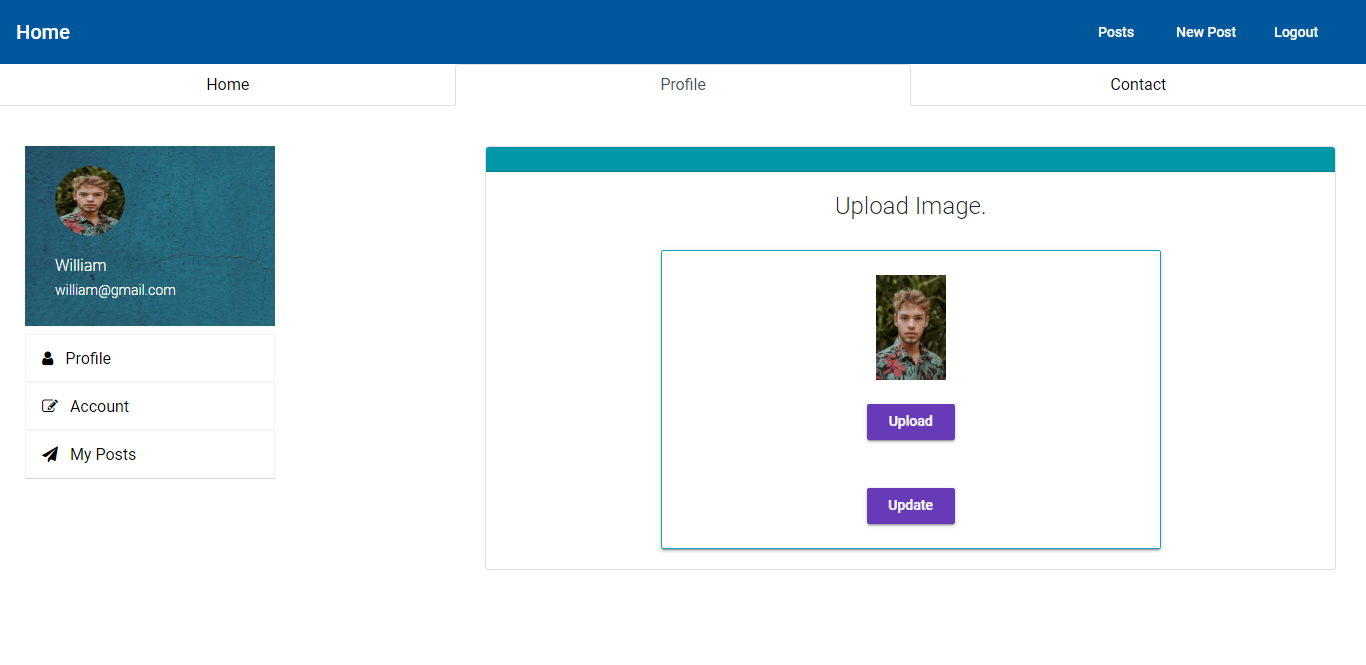 Home
Posts
New Post
Logout
Home
Profile
Contact
William
william@gmail.com
Profile
Account
My Posts
Upload Image.
Upload
Update